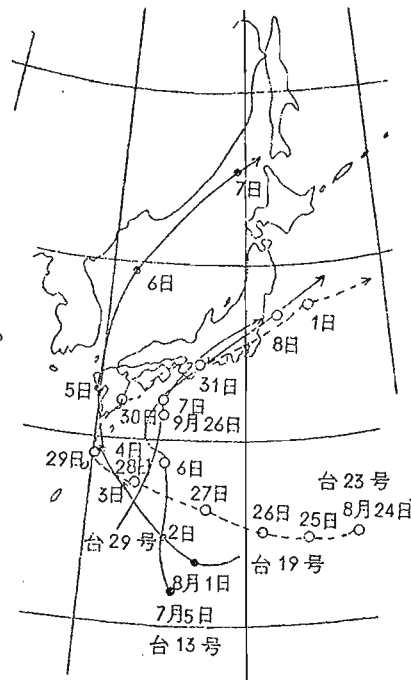 7日
6日
1日
8日
5日
31日
30日
7日
9月26日
29日
4日
28日
6日
3日
27日
台23号
26日
25日
8月24日
台29号
2日
台19号
8月1日
7月5日
台13号